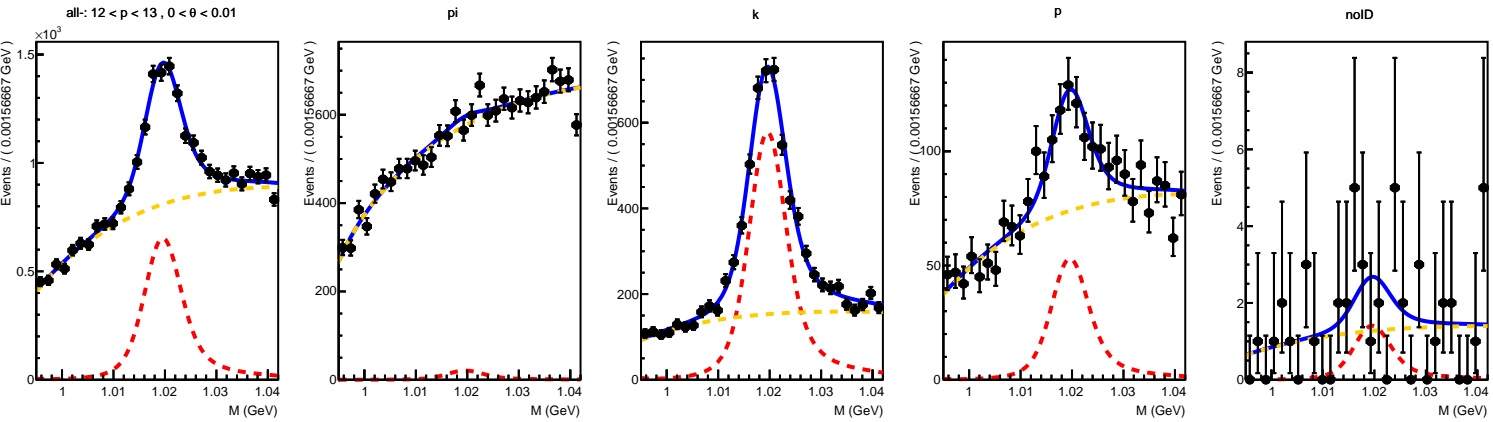 all-: 12 < p < 13 , 0 < θ < 0.01
×10³
Events / ( 0.00156667 GeV )
1.5
1
0.5
0
1 1.01 1.02 1.03 1.04
M (GeV)
pi
Events / ( 0.00156667 GeV )
600
400
200
0
1 1.01 1.02 1.03 1.04
M (GeV)
k
Events / ( 0.00156667 GeV )
600
400
200
0
1 1.01 1.02 1.03 1.04
M (GeV)
p
Events / ( 0.00156667 GeV )
100
50
0
1 1.01 1.02 1.03 1.04
M (GeV)
noID
Events / ( 0.00156667 GeV )
8
6
4
2
0
1 1.01 1.02 1.03 1.04
M (GeV)